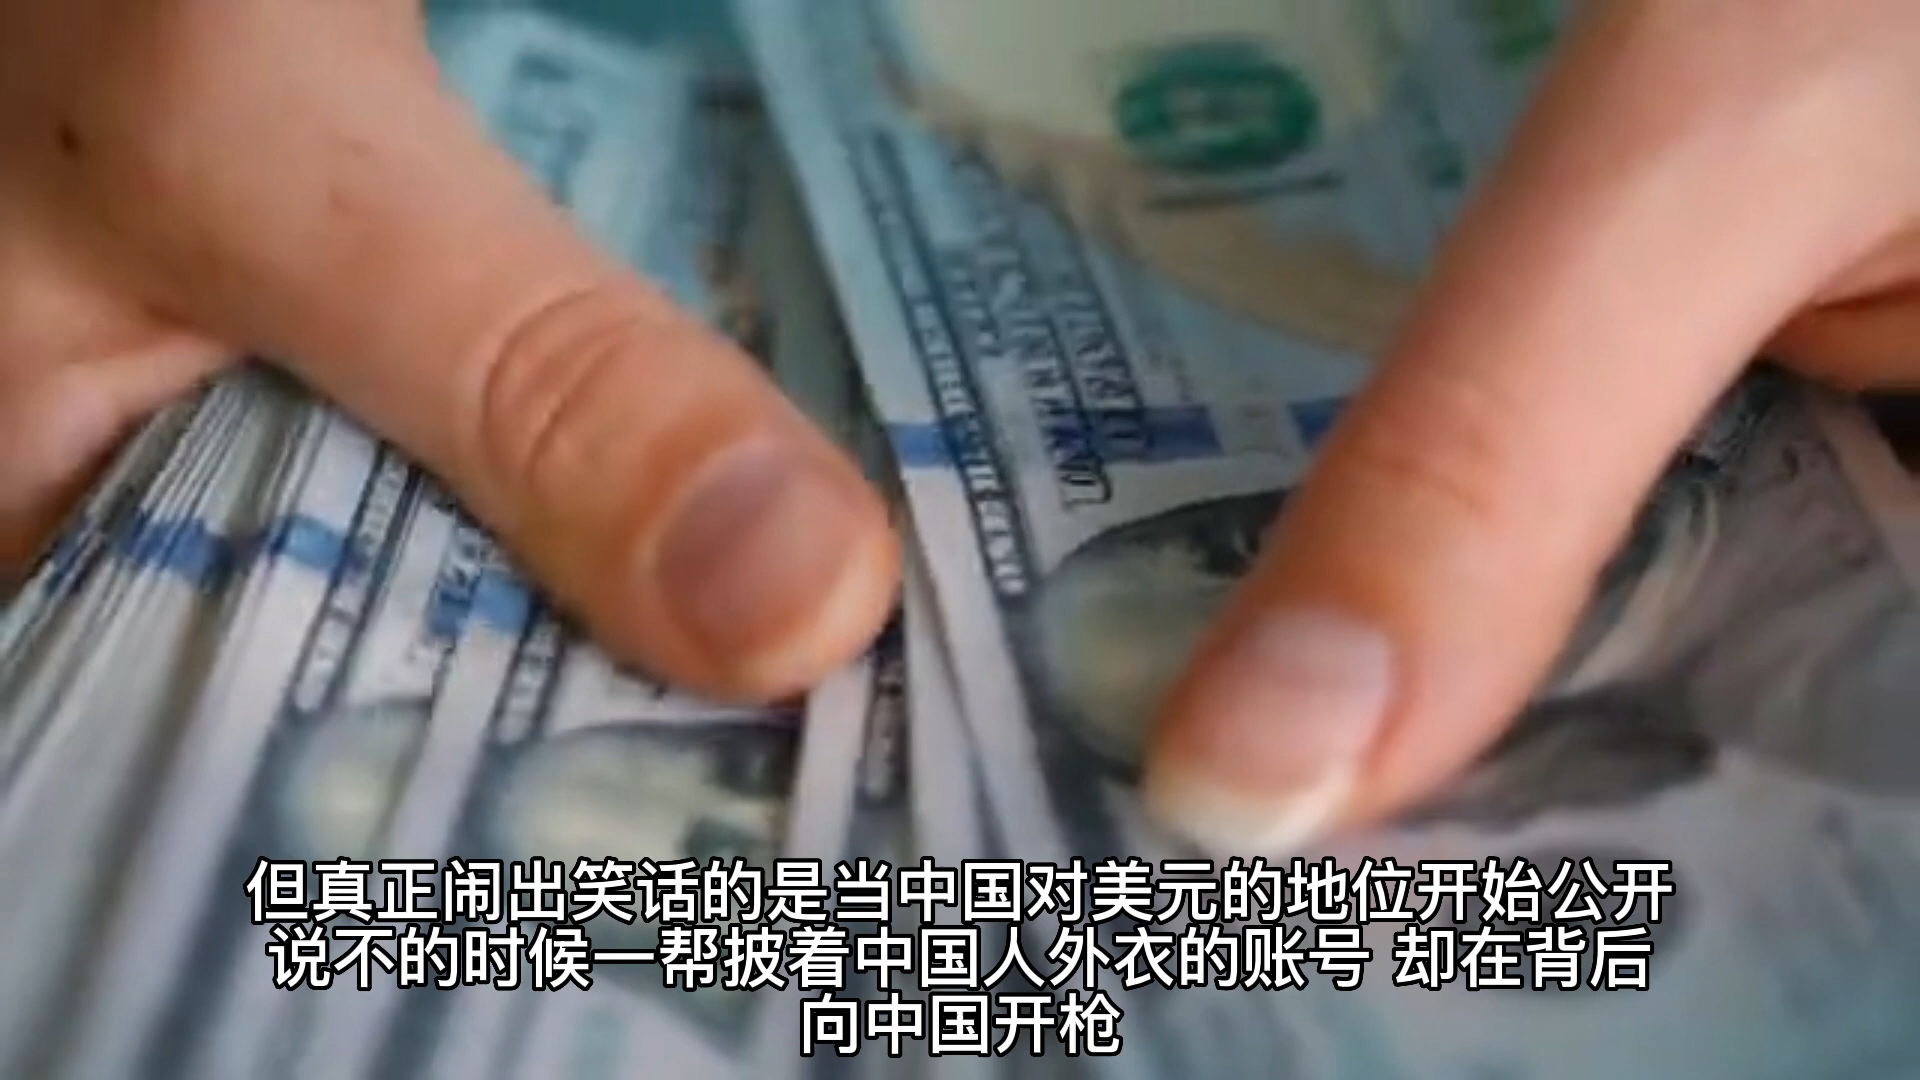 但真正闹出笑话的是当中国对美元的地位开始公开
说不的时候一帮披着中国人外衣的账号 却在背后
向中国开枪